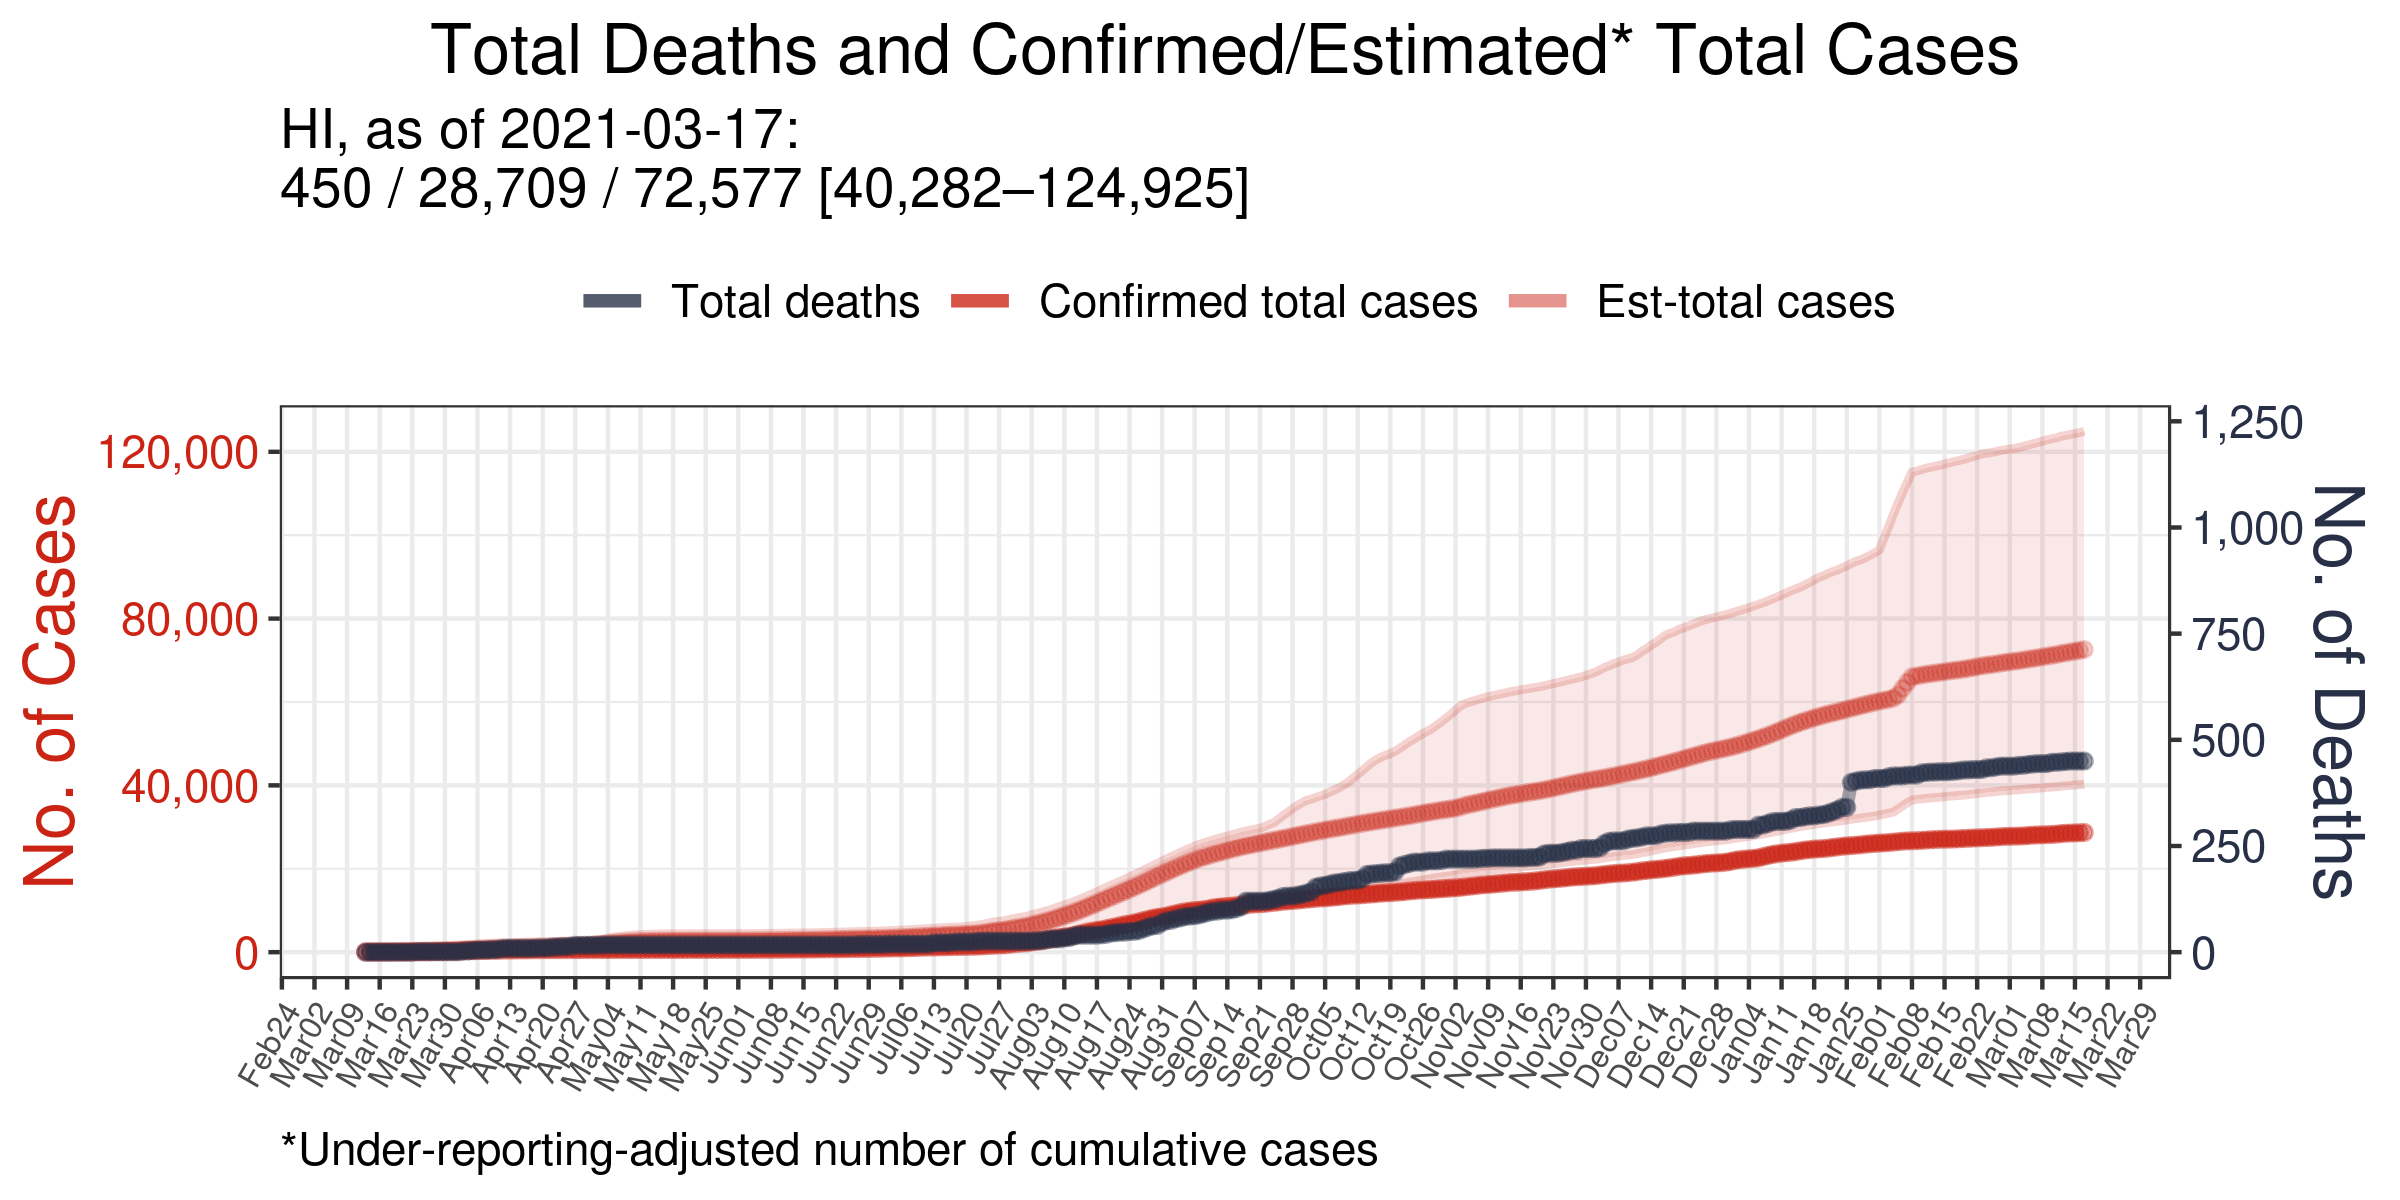 Total Deaths and Confirmed/Estimated* Total Cases
HI, as of 2021-03-17:
450 / 28,709 / 72,577 [40,282–124,925]
Total deaths
Confirmed total cases
Est-total cases
No. of Cases
120,000
80,000
40,000
0
1,250
1,000
750
500
250
0
No. of Deaths
Feb24
Mar02
Mar09
Mar16
Mar23
Mar30
Apr06
Apr13
Apr20
Apr27
May04
May11
May18
May25
Jun01
Jun08
Jun15
Jun22
Jun29
Jul06
Jul13
Jul20
Jul27
Aug03
Aug10
Aug17
Aug24
Aug31
Sep07
Sep14
Sep21
Sep28
Oct05
Oct12
Oct19
Oct26
Nov02
Nov09
Nov16
Nov23
Nov30
Dec07
Dec14
Dec21
Dec28
Jan04
Jan11
Jan18
Jan25
Feb01
Feb08
Feb15
Feb22
Mar01
Mar08
Mar15
Mar22
Mar29
*Under-reporting-adjusted number of cumulative cases